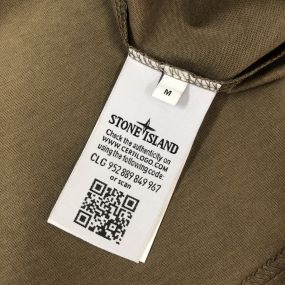 M
STONE ISLAND
Check the authenticity on
WWW.CERTILOGO.COM
using the following code:
CLG 952 889 849 967
or scan